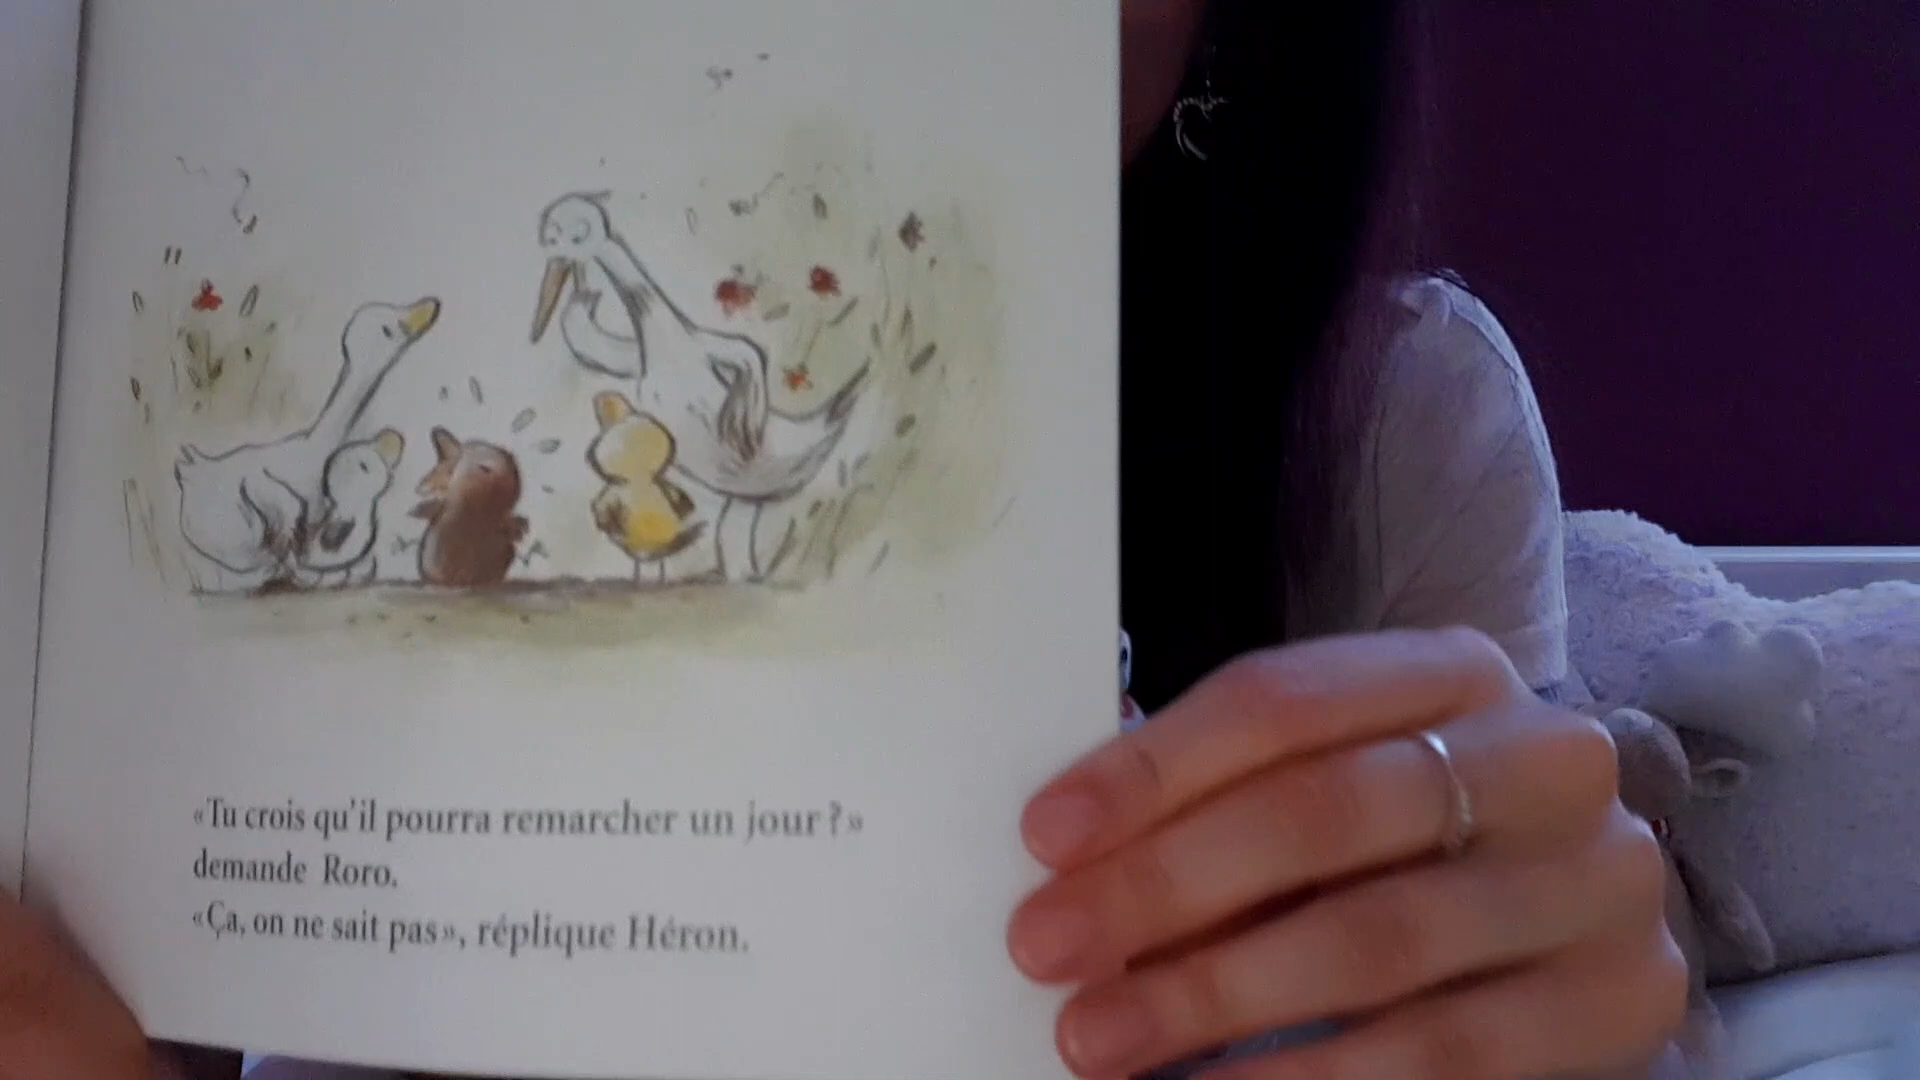 «Tu crois qu'il pourra remarcher un jour ?»
demande Roro.
«Ça, on ne sait pas», réplique Héron.